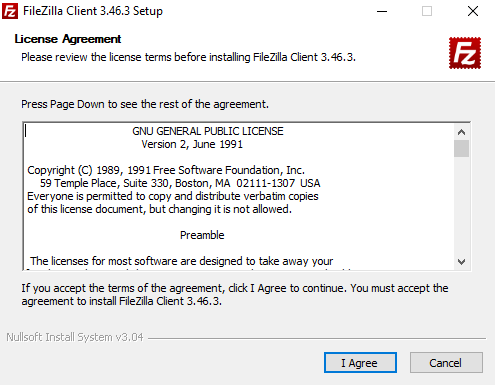 FileZilla Client 3.46.3 Setup
License Agreement
Please review the license terms before installing FileZilla Client 3.46.3.
Fz
Press Page Down to see the rest of the agreement.
GNU GENERAL PUBLIC LICENSE
Version 2, June 1991
Copyright (C) 1989, 1991 Free Software Foundation, Inc.
59 Temple Place, Suite 330, Boston, MA 02111-1307 USA
Everyone is permitted to copy and distribute verbatim copies
of this license document, but changing it is not allowed.
Preamble
The licenses for most software are designed to take away your
If you accept the terms of the agreement, click I Agree to continue. You must accept the
agreement to install FileZilla Client 3.46.3.
Nullsoft Install System v3.04
I Agree
Cancel